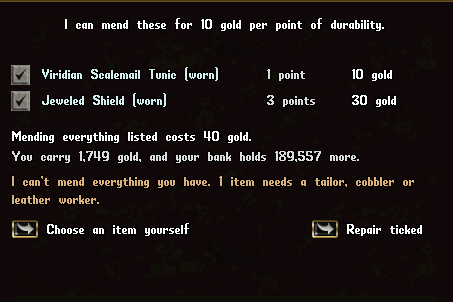 I can mend these for 10 gold per point of durability.
Viridian Scalemail Tunic (worn) 1 point 10 gold
Jeweled Shield (worn) 3 points 30 gold
Mending everything listed costs 40 gold.
You carry 1,749 gold, and your bank holds 189,557 more.
I can't mend everything you have. 1 item needs a tailor, cobbler or
leather worker.
Choose an item yourself Repair ticked